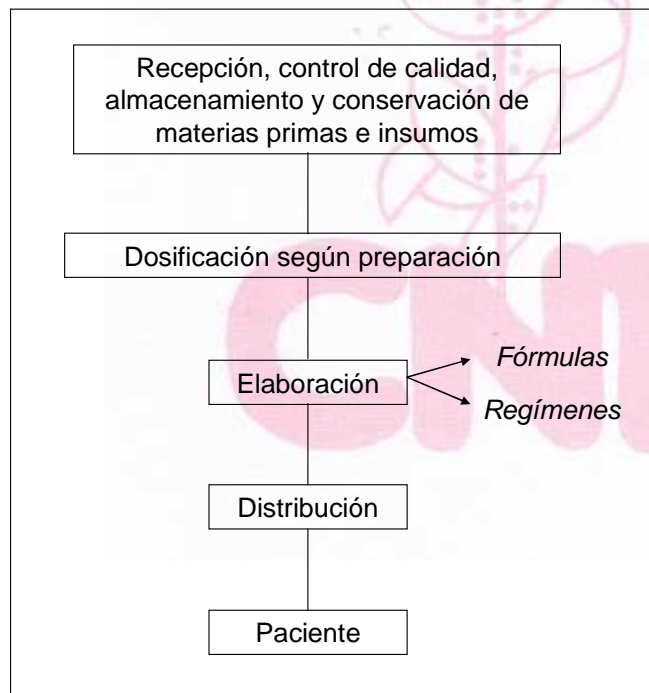 Recepción, control de calidad,
almacenamiento y conservación de
materias primas e insumos
Dosificación según preparación
Elaboración
Fórmulas
Regímenes
Distribución
Paciente